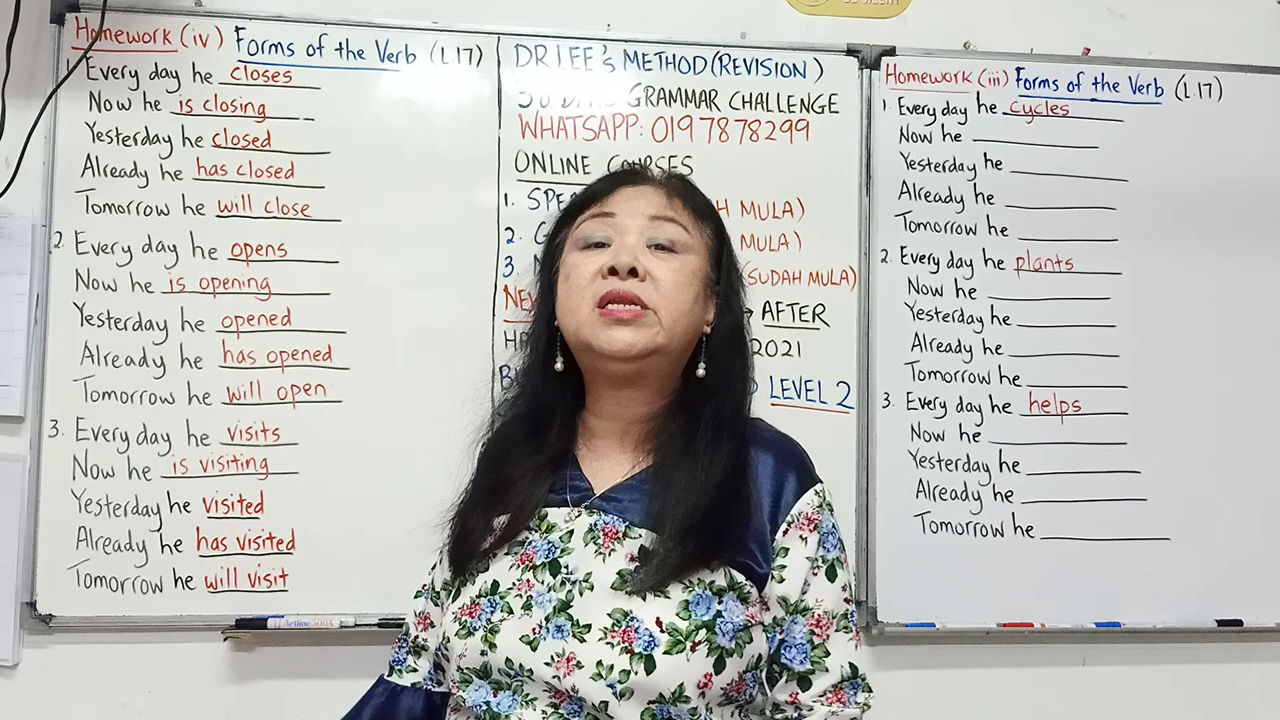 Homework (iv) Forms of the Verb (L17)
1. Every day he closes
Now he is closing
Yesterday he closed
Already he has closed
Tomorrow he will close
2. Every day he opens
Now he is opening
Yesterday he opened
Already he has opened
Tomorrow he will open
3. Every day he visits
Now he is visiting
Yesterday he visited
Already he has visited
Tomorrow he will visit
Artline 500A
DR LEE's METHOD (REVISION)
GRAMMAR CHALLENGE
WHATSAPP: 0197878299
ONLINE COURSES
1. MULA)
2. MULA)
3. (SUDAH MULA)
AFTER
2021
LEVEL 2
Homework (iii) Forms of the Verb (L17)
1. Every day he cycles
Now he
Yesterday he
Already he
Tomorrow he
2. Every day he plants
Now he
Yesterday he
Already he
Tomorrow he
3. Every day he helps
Now he
Yesterday he
Already he
Tomorrow he